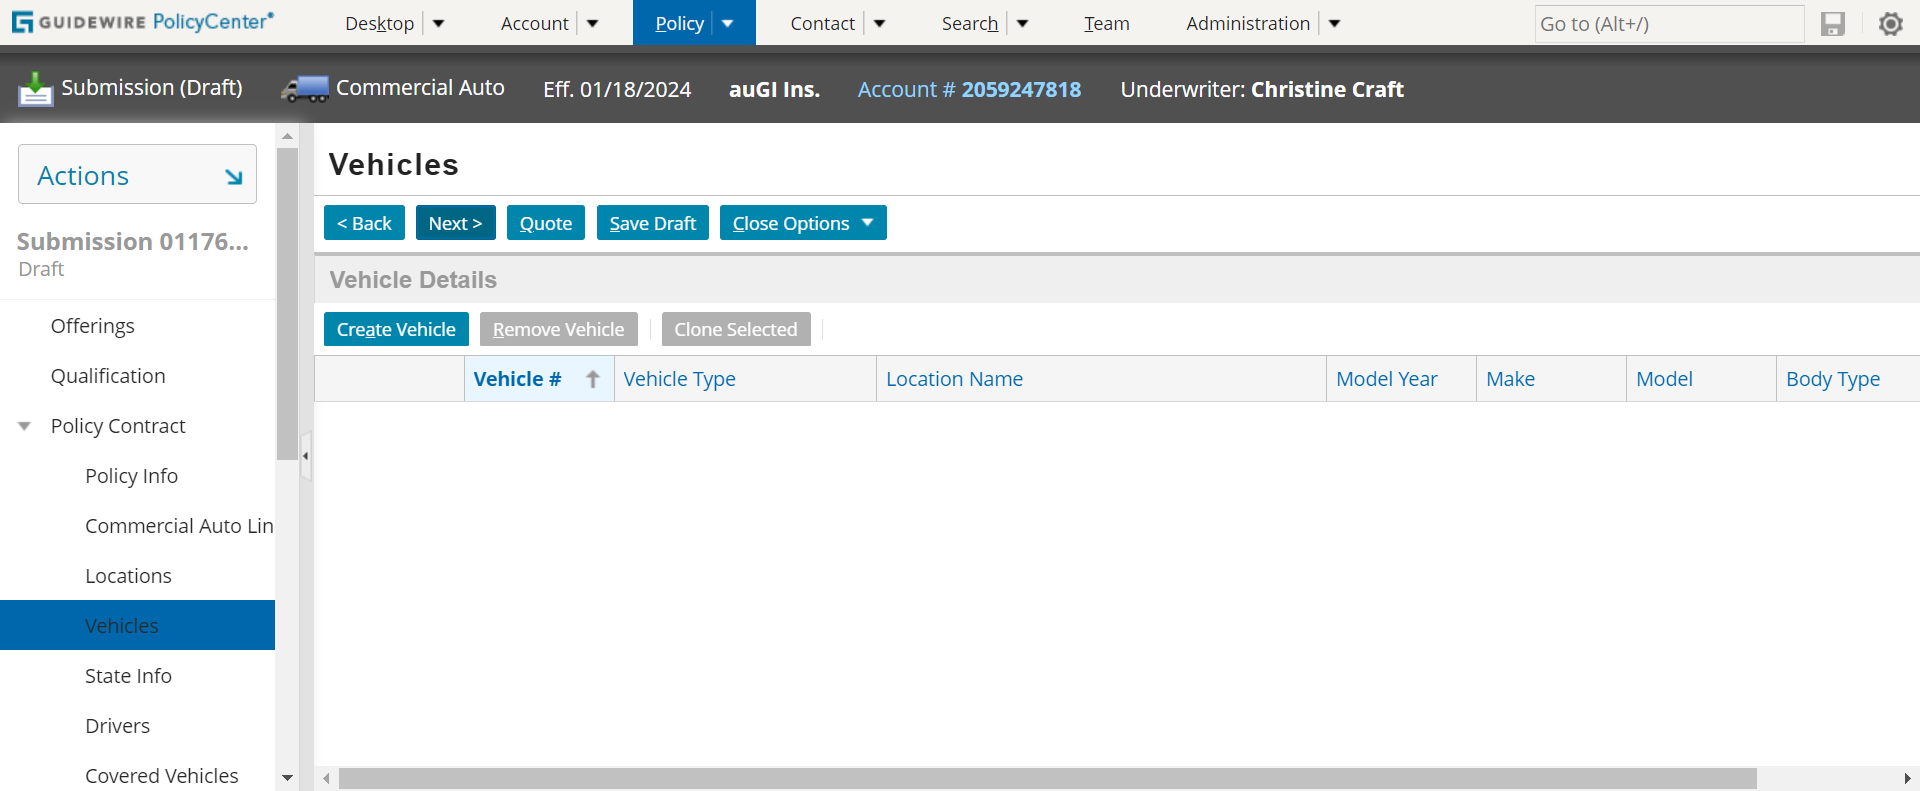 GUIDEWIRE PolicyCenter®
Desktop
Account
Policy
Contact
Search
Team
Administration
Go to (Alt+/)
Submission (Draft)
Commercial Auto
Eff. 01/18/2024
auGI Ins.
Account # 2059247818
Underwriter: Christine Craft
Actions
Submission 01176...
Draft
Offerings
Qualification
Policy Contract
Policy Info
Commercial Auto Lin
Locations
Vehicles
State Info
Drivers
Covered Vehicles
Vehicles
< Back
Next >
Quote
Save Draft
Close Options
Vehicle Details
Create Vehicle
Remove Vehicle
Clone Selected
Vehicle #
Vehicle Type
Location Name
Model Year
Make
Model
Body Type